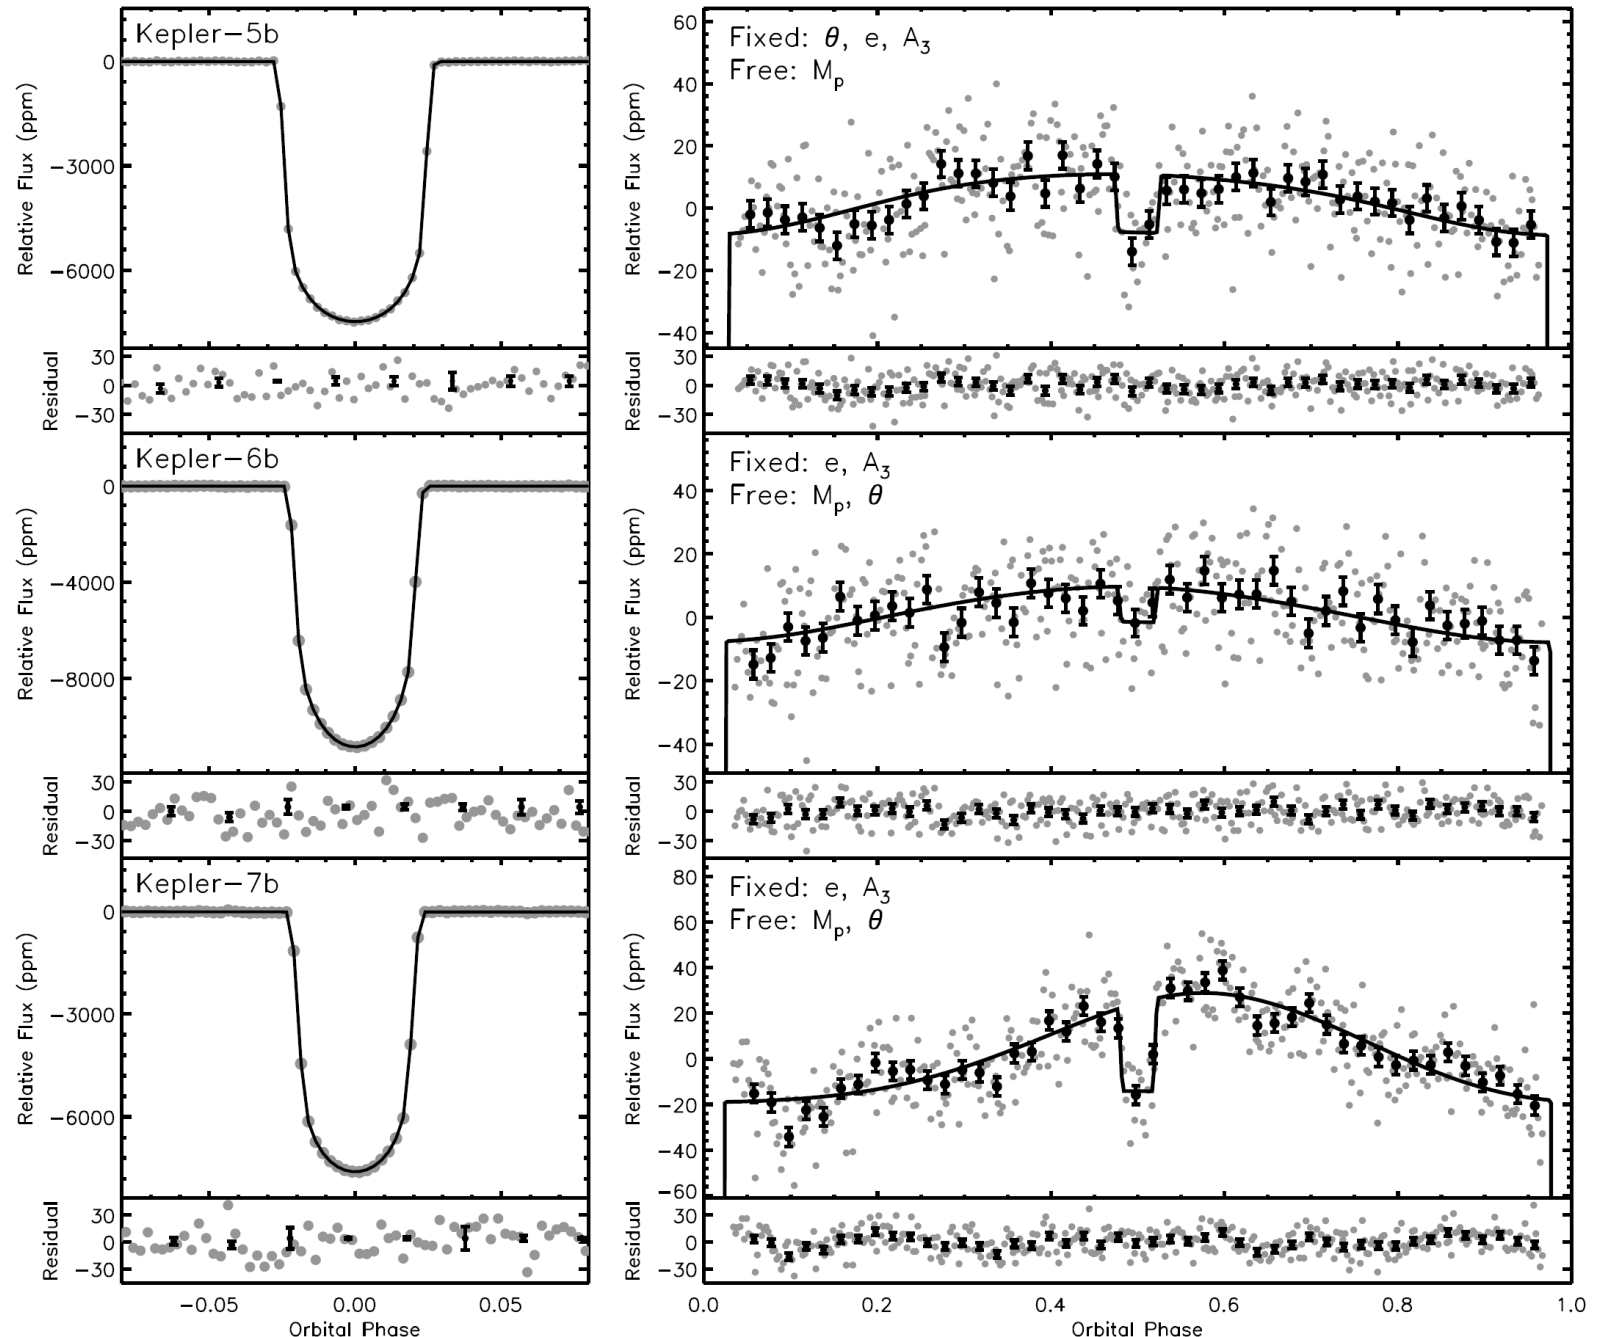 Kepler−5b
Relative Flux (ppm)
0
−3000
−6000
Residual
30
0
−30
Fixed: θ, e, A3
Free: Mp
Relative Flux (ppm)
60
40
20
0
−20
−40
Residual
30
0
−30
Kepler−6b
Relative Flux (ppm)
0
−4000
−8000
Residual
30
0
−30
Fixed: e, A3
Free: Mp, θ
Relative Flux (ppm)
40
20
0
−20
−40
Residual
30
0
−30
Kepler−7b
Relative Flux (ppm)
0
−3000
−6000
Residual
30
0
−30
−0.05 0.00 0.05
Orbital Phase
Fixed: e, A3
Free: Mp, θ
Relative Flux (ppm)
80
60
40
20
0
−20
−40
−60
Residual
30
0
−30
0.0 0.2 0.4 0.6 0.8 1.0
Orbital Phase